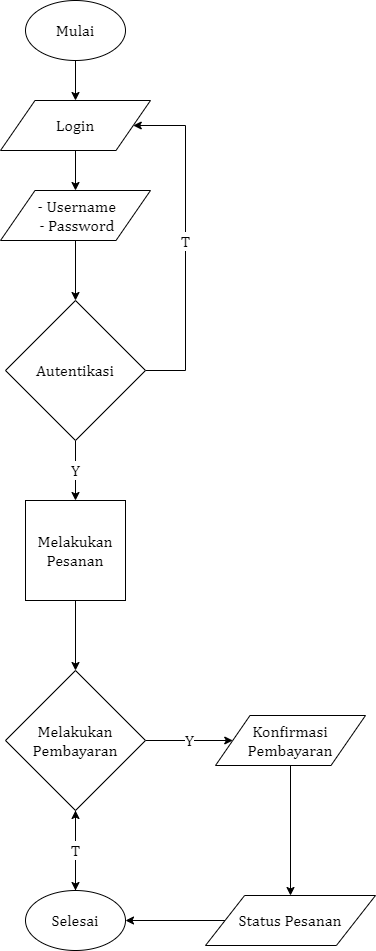 Mulai
Login
- Username
- Password
T
Autentikasi
Y
Melakukan
Pesanan
Melakukan
Pembayaran
Y
Konfirmasi
Pembayaran
T
Selesai
Status Pesanan